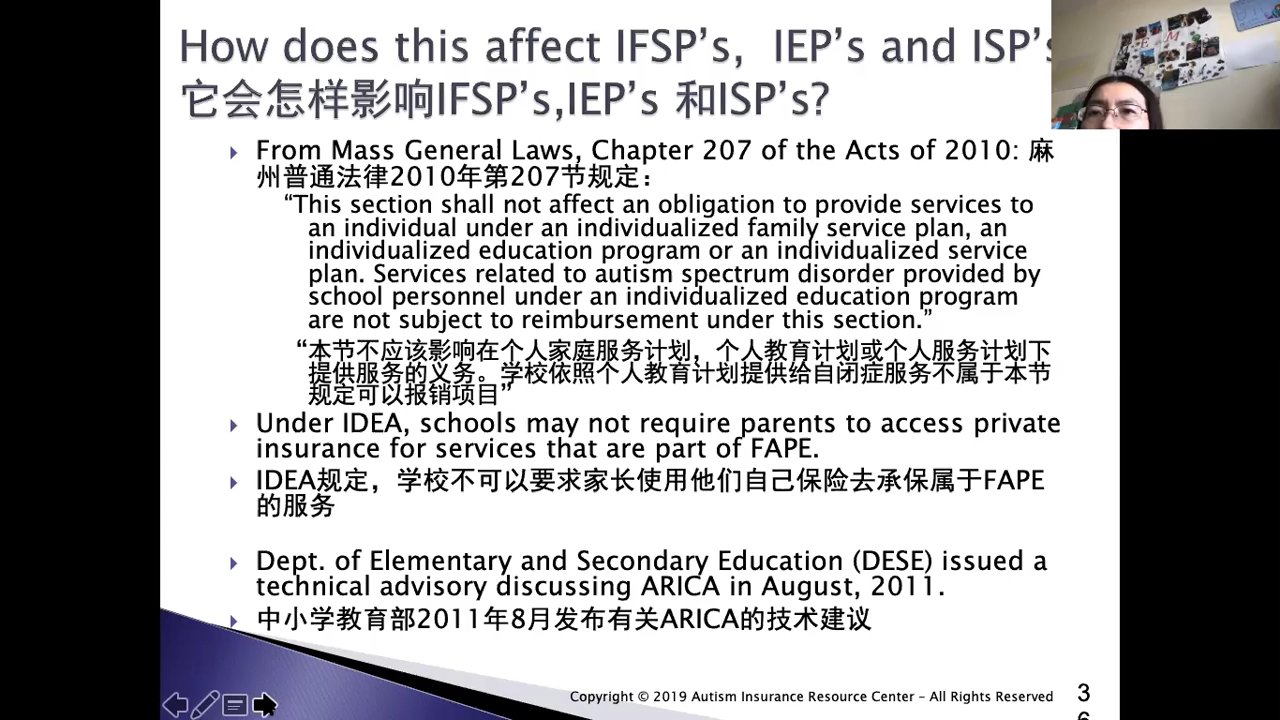 How does this affect IFSP's, IEP's and ISP's
它会怎样影响IFSP's,IEP's 和ISP's?
From Mass General Laws, Chapter 207 of the Acts of 2010: 麻
州普通法律2010年第207节规定：
“This section shall not affect an obligation to provide services to
an individual under an individualized family service plan, an
individualized education program or an individualized service
plan. Services related to autism spectrum disorder provided by
school personnel under an individualized education program
are not subject to reimbursement under this section.”
“本节不应该影响在个人家庭服务计划，个人教育计划或个人服务计划下
提供服务的义务。学校依照个人教育计划提供给自闭症服务不属于本节
规定可以报销项目”
Under IDEA, schools may not require parents to access private
insurance for services that are part of FAPE.
IDEA规定，学校不可以要求家长使用他们自己保险去承保属于FAPE
的服务
Dept. of Elementary and Secondary Education (DESE) issued a
technical advisory discussing ARICA in August, 2011.
中小学教育部2011年8月发布有关ARICA的技术建议
Copyright © 2019 Autism Insurance Resource Center – All Rights Reserved
3